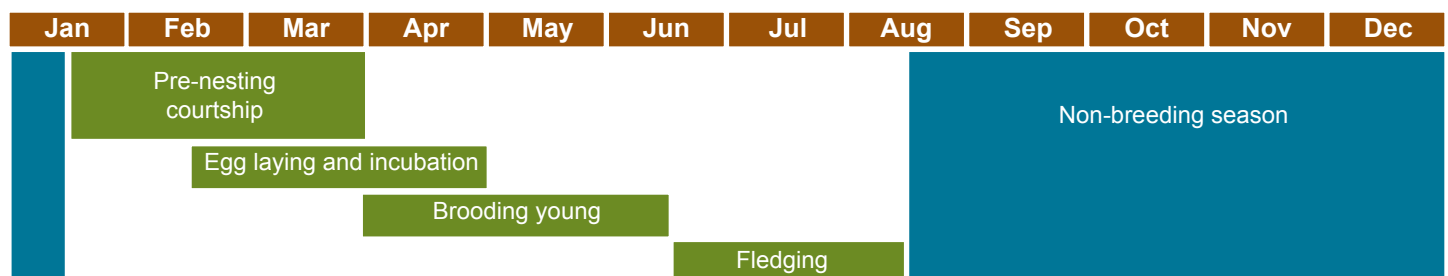 Jan Feb Mar Apr May Jun Jul Aug Sep Oct Nov Dec
Pre-nesting
courtship
Non-breeding season
Egg laying and incubation
Brooding young
Fledging